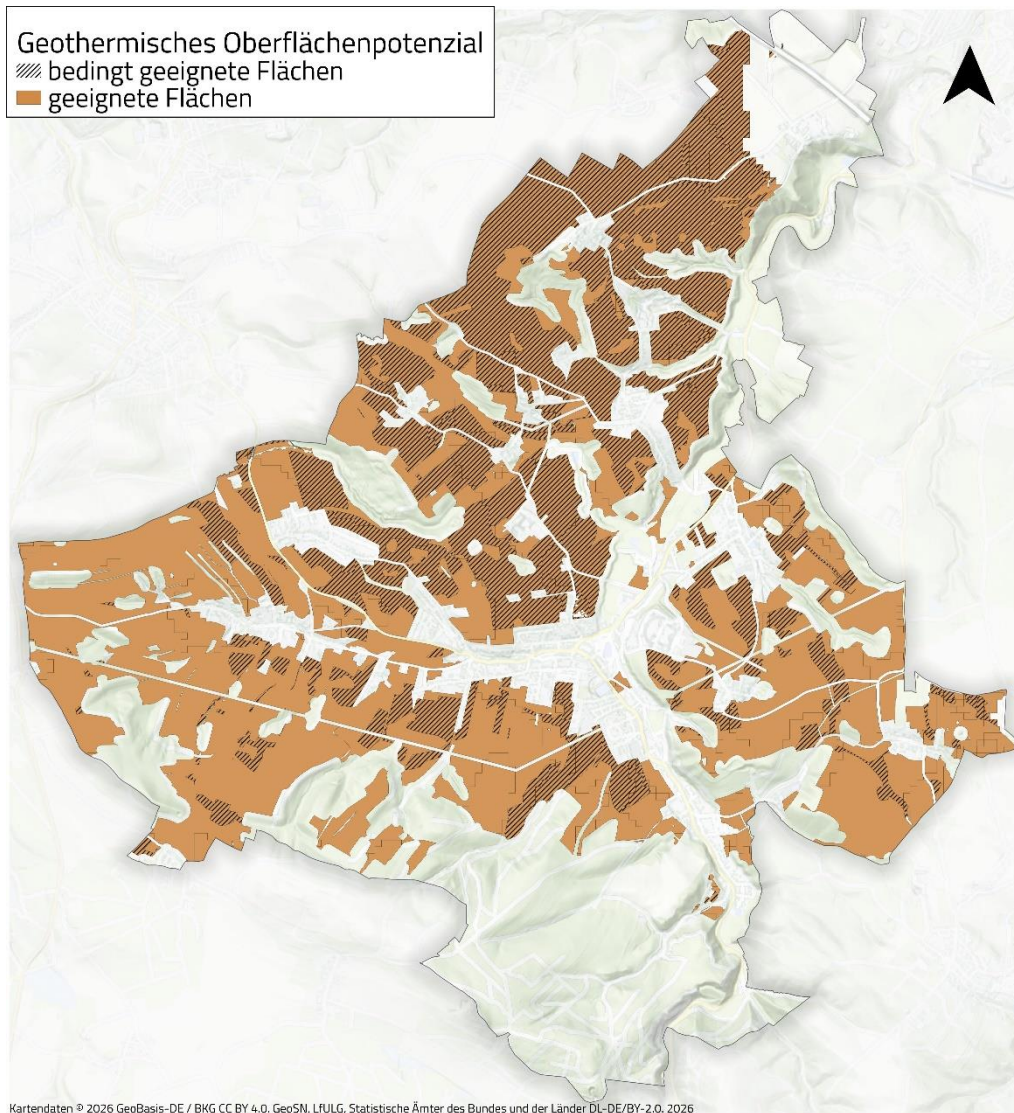 Geothermisches Oberflächenpotenzial
bedingt geeignete Flächen
geeignete Flächen
Kartendaten © 2026 GeoBasis-DE / BKG CC BY 4.0. GeoSN. LfULG. Statistische Ämter des Bundes und der Länder DL-DE/BY-2.0. 2026